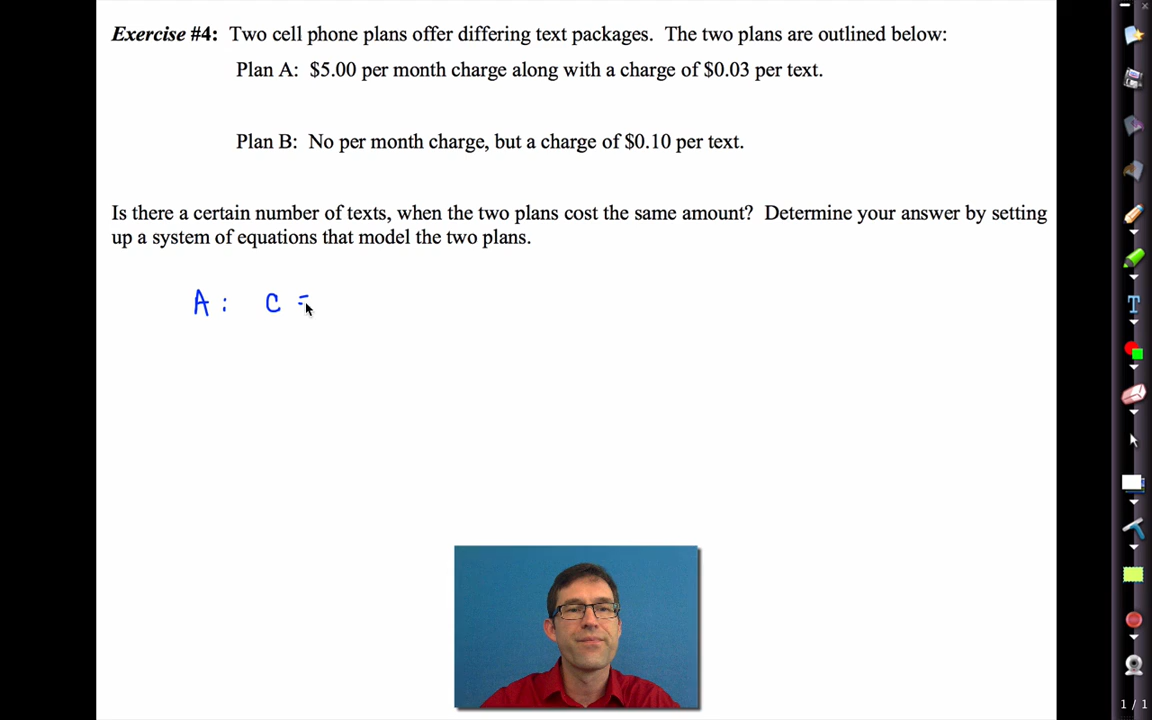 Exercise #4: Two cell phone plans offer differing text packages. The two plans are outlined below:
Plan A: $5.00 per month charge along with a charge of $0.03 per text.
Plan B: No per month charge, but a charge of $0.10 per text.
Is there a certain number of texts, when the two plans cost the same amount? Determine your answer by setting
up a system of equations that model the two plans.
A: C =
T
1 / 1